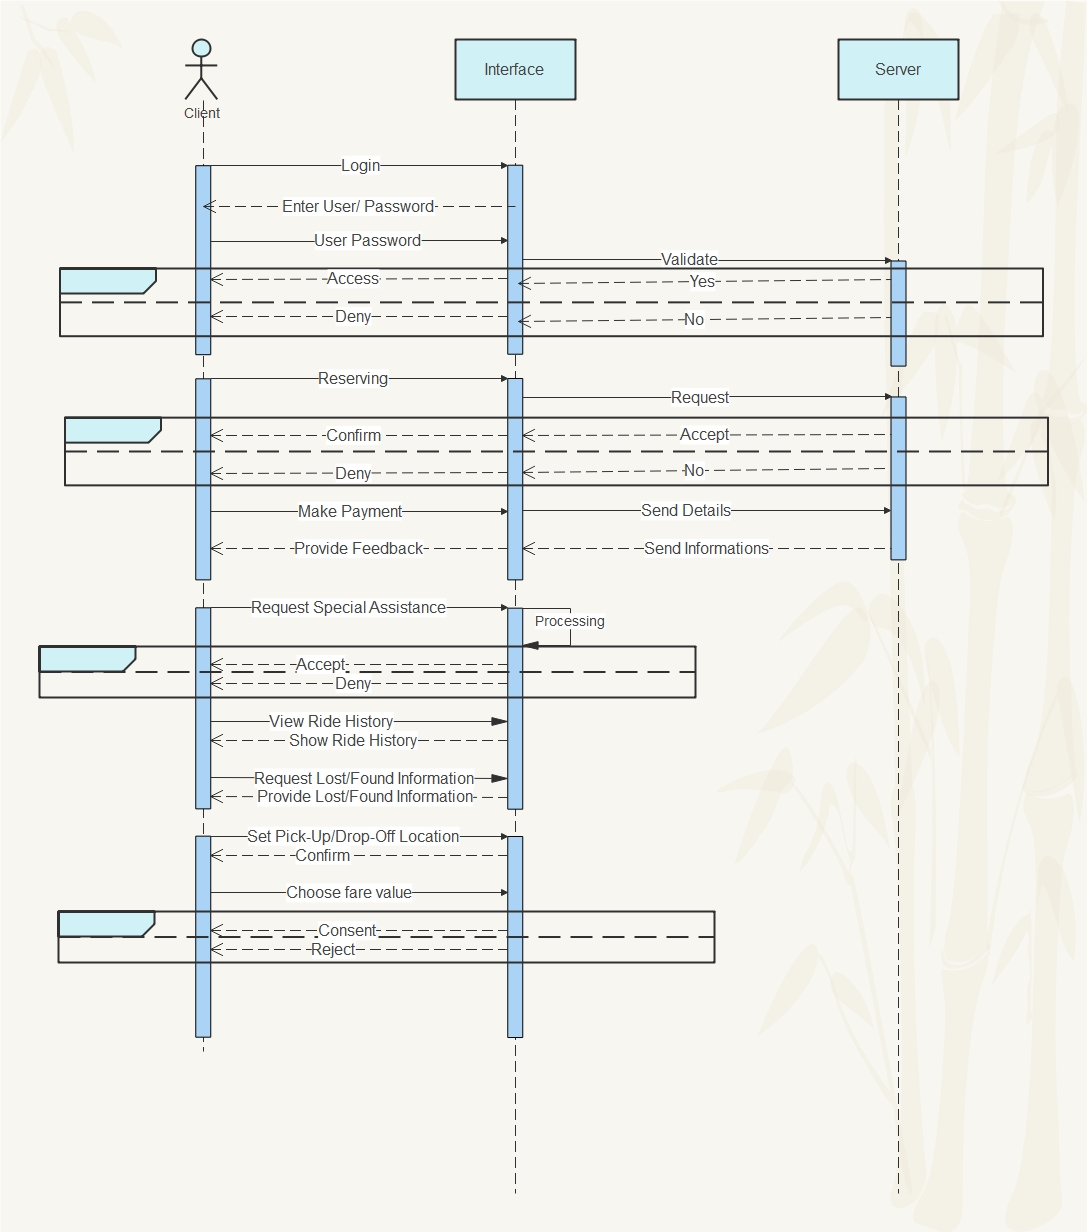 Interface
Server
Client
Login
Enter User/ Password
User Password
Validate
Access
Yes
Deny
No
Reserving
Request
Confirm
Accept
Deny
No
Make Payment
Send Details
Provide Feedback
Send Informations
Request Special Assistance
Processing
Accept
Deny
View Ride History
Show Ride History
Request Lost/Found Information
Provide Lost/Found Information
Set Pick-Up/Drop-Off Location
Confirm
Choose fare value
Consent
Reject